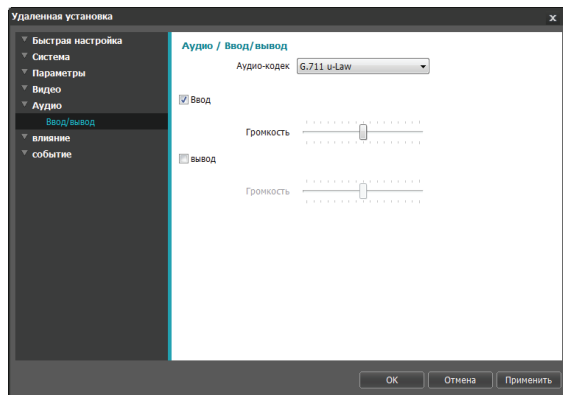 Удаленная установка
x
Быстрая настройка
Система
Параметры
Видео
Аудио
Ввод/вывод
влияние
событие
Аудио / Ввод/вывод
Аудио-кодек G.711 u-Law
Ввод
Громкость
вывод
Громкость
OK Отмена Применить